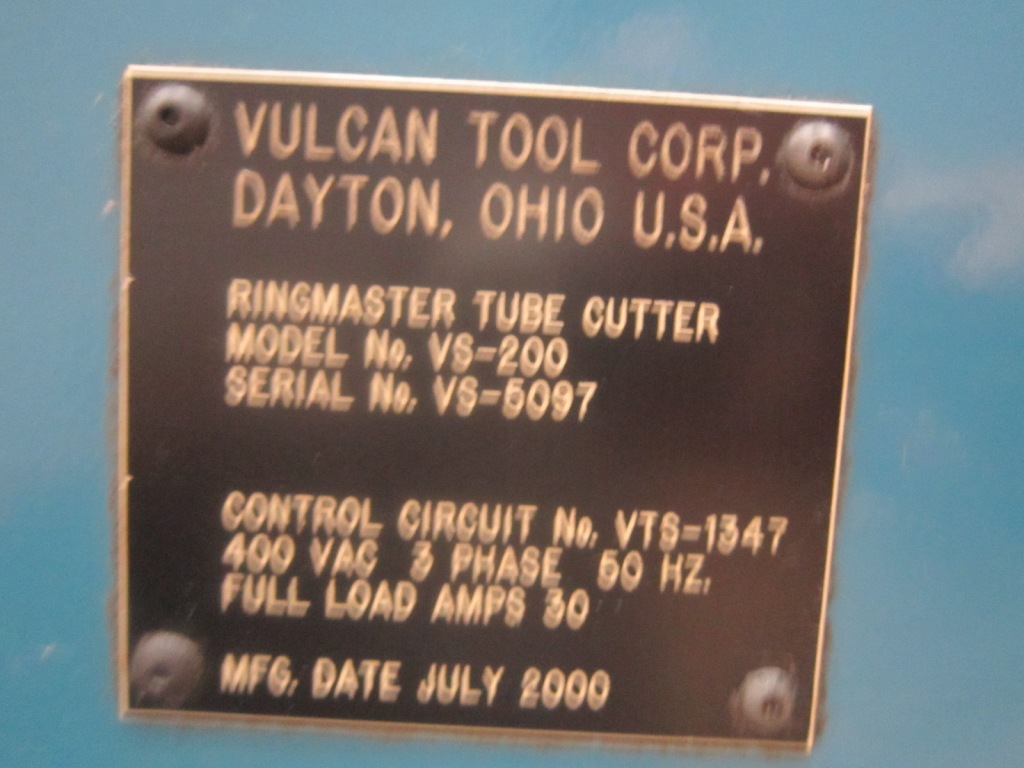 VULCAN TOOL CORP.
DAYTON, OHIO U.S.A.
RINGMASTER TUBE CUTTER
MODEL No. VS-200
SERIAL No. VS-5097
CONTROL CIRCUIT No. VTS-1347
400 VAC 3 PHASE 50 HZ.
FULL LOAD AMPS 30
MFG. DATE JULY 2000